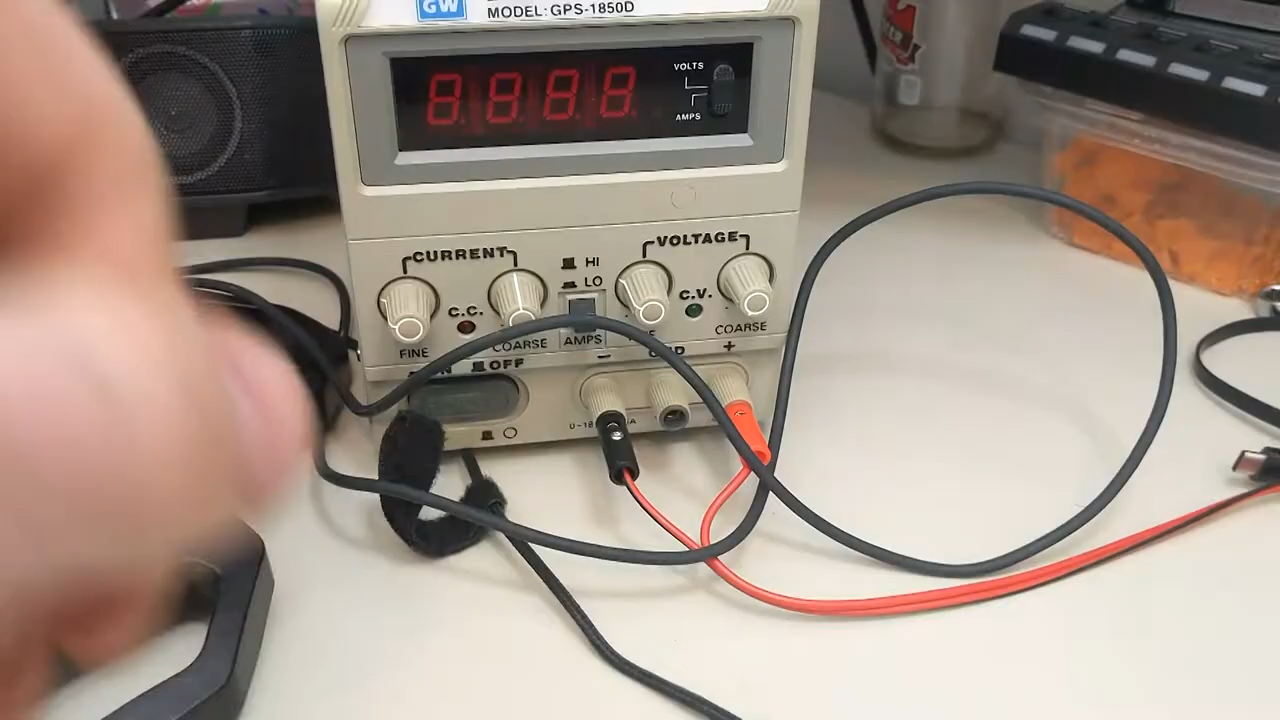 GW
MODEL: GPS-1850D
8.8.8.8.
VOLTS
AMPS
CURRENT
VOLTAGE
HI
LO
C.C.
C.V.
FINE
COARSE
AMPS
COARSE
OFF
-
+